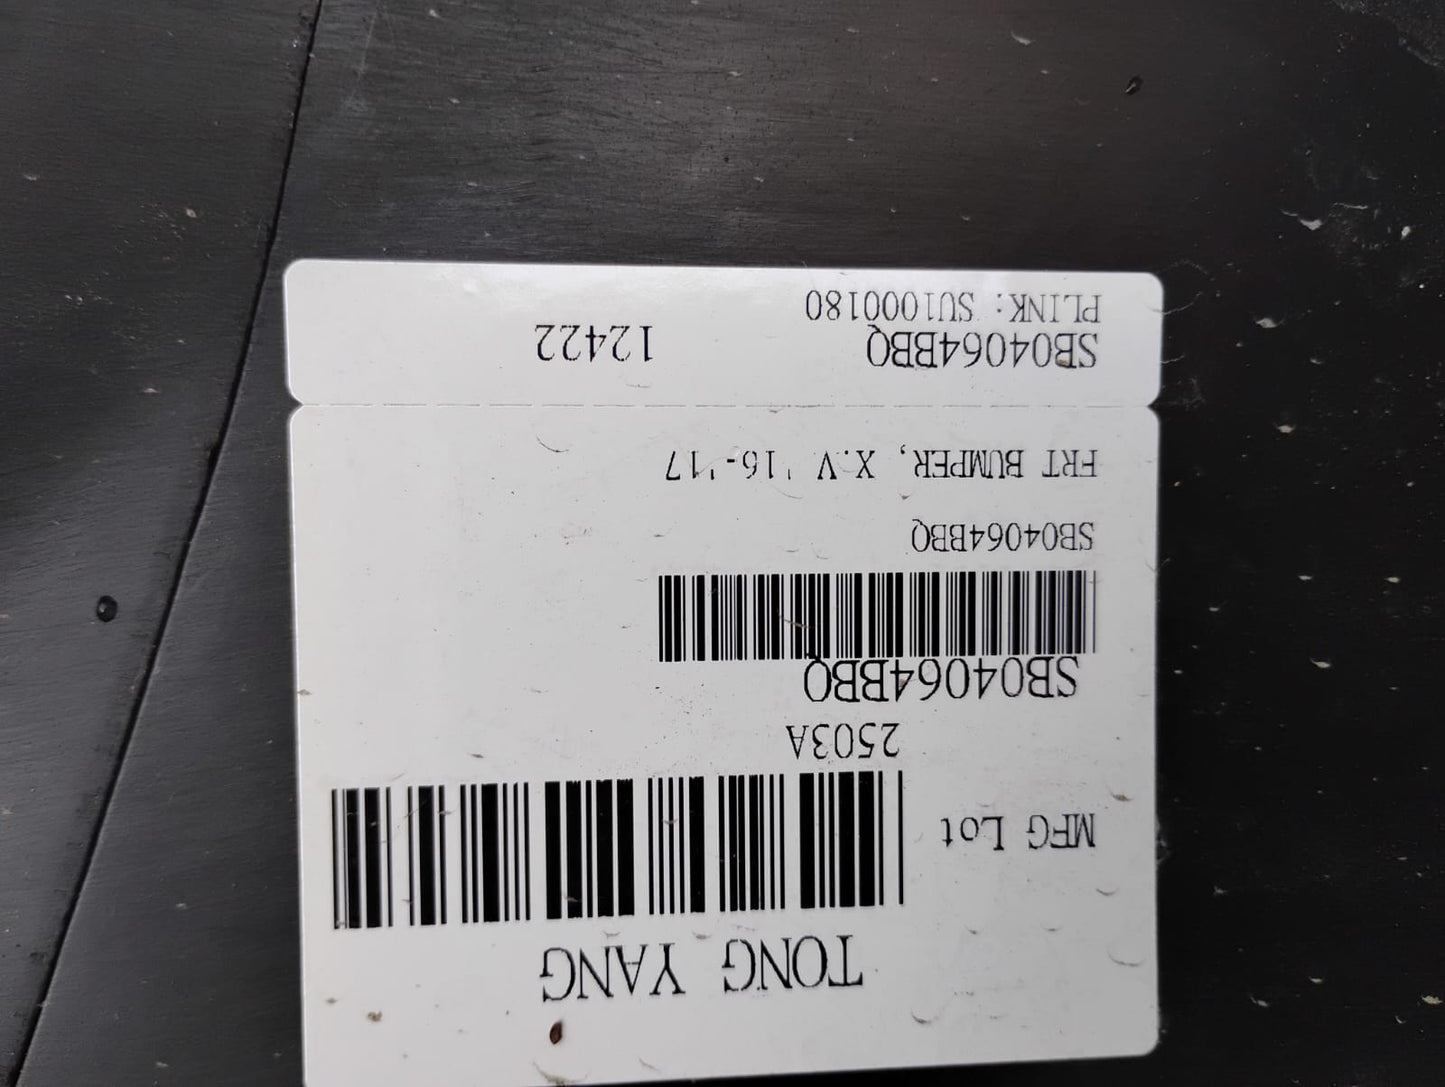 TONG YANG
MFG Lot
2503A
SB04064BBQ
SB04064BBQ
FRT BUMPER, X.V '16-'17
SB04064BBQ 12422
PLINK: SU1000180